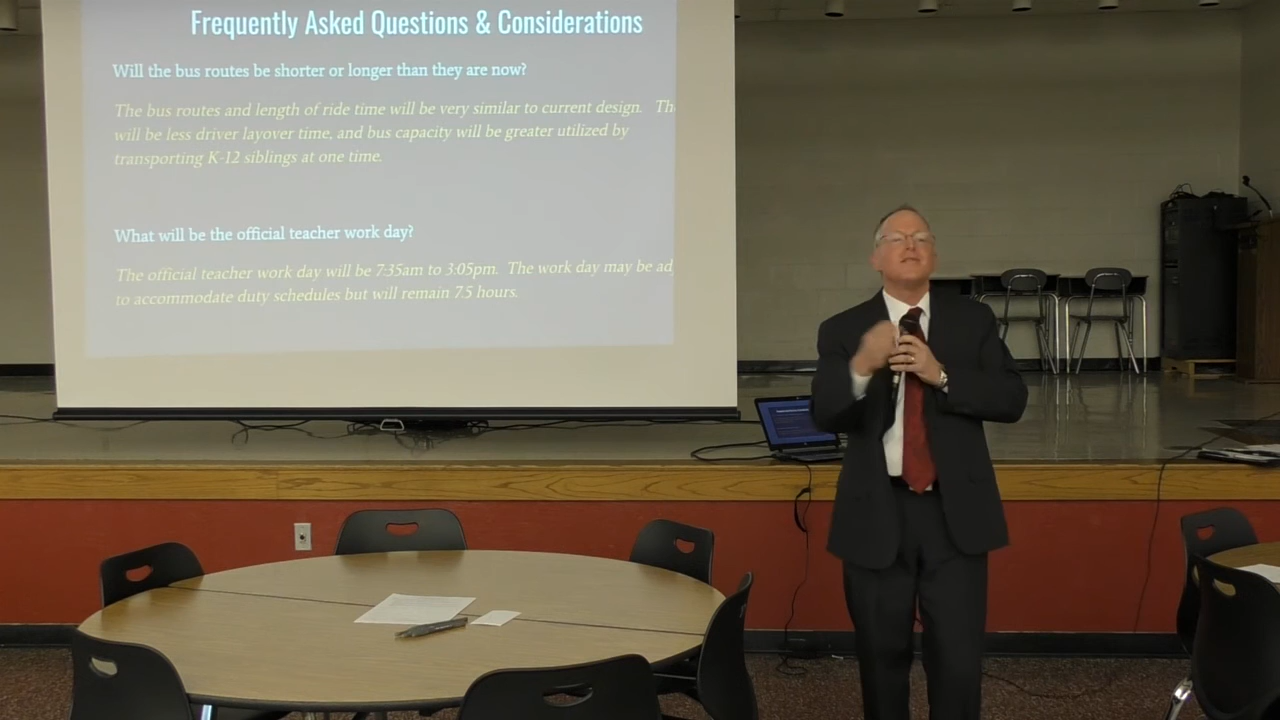 Frequently Asked Questions & Considerations
Will the bus routes be shorter or longer than they are now?
The bus routes and length of ride time will be very similar to current design.
will be less driver layover time, and bus capacity will be greater utilized by
transporting K-12 siblings at one time.
What will be the official teacher work day?
The official teacher work day will be 7:35am to 3:05pm. The work day may be
to accommodate duty schedules but will remain 7.5 hours.